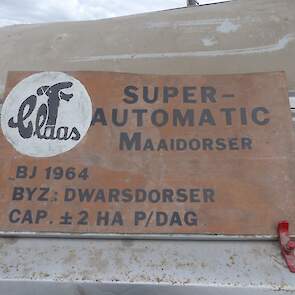 Claas
SUPER-
AUTOMATIC
MAAIDORSER
BJ 1964
BYZ: DWARSDORSER
CAP. ± 2 HA P/DAG